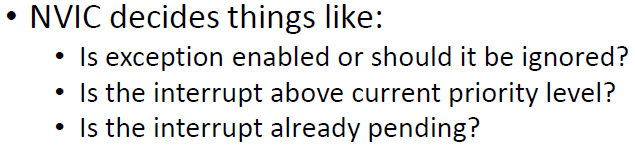 • NVIC decides things like:
• Is exception enabled or should it be ignored?
• Is the interrupt above current priority level?
• Is the interrupt already pending?